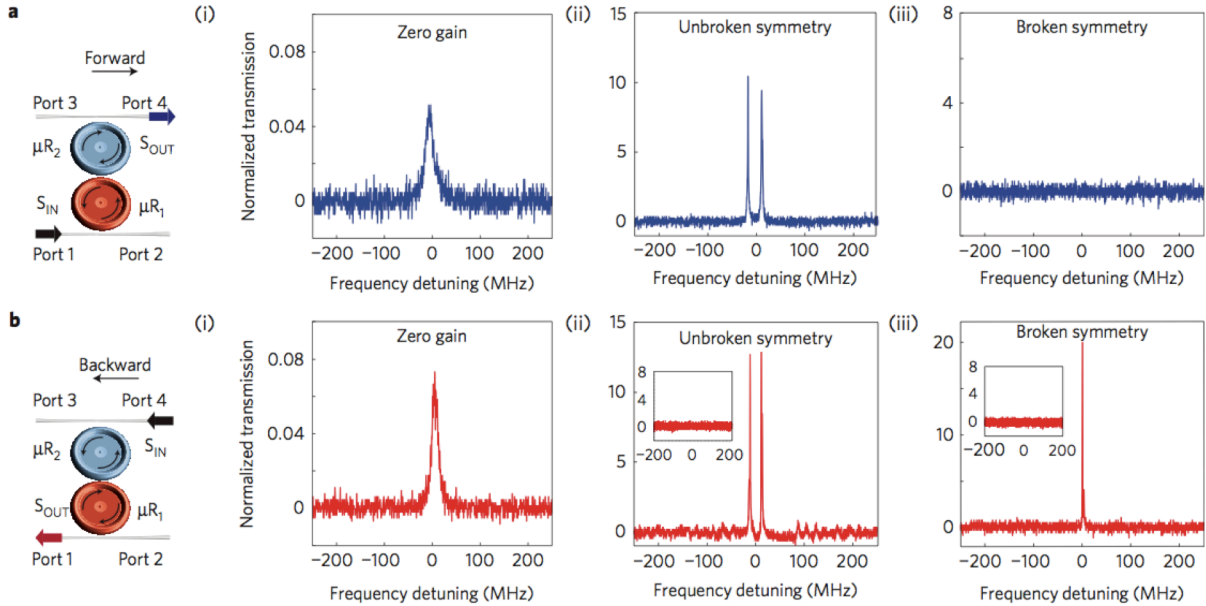 a
Forward
Port 3 Port 4
μR2 SOUT
SIN μR1
Port 1 Port 2
(i)
Zero gain
Normalized transmission
0.08
0.04
0
−200 −100 0 100 200
Frequency detuning (MHz)
(ii)
Unbroken symmetry
15
10
5
0
−200 −100 0 100 200
Frequency detuning (MHz)
(iii)
Broken symmetry
8
6
4
2
0
−200 −100 0 100 200
Frequency detuning (MHz)
b
Backward
Port 3 Port 4
μR2 SIN
SOUT μR1
Port 1 Port 2
(i)
Zero gain
Normalized transmission
0.08
0.04
0
−200 −100 0 100 200
Frequency detuning (MHz)
(ii)
Unbroken symmetry
15
10
5
0
8
4
0
−200 0 200
−200 −100 0 100 200
Frequency detuning (MHz)
(iii)
Broken symmetry
20
15
10
5
0
8
4
0
−200 0 200
−200 −100 0 100 200
Frequency detuning (MHz)